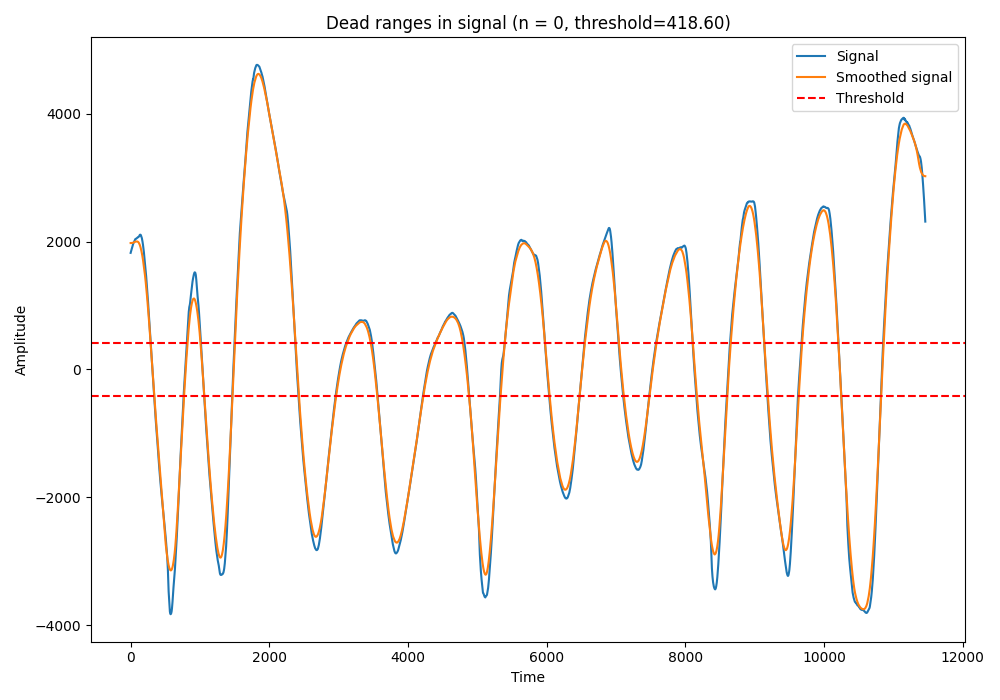 Dead ranges in signal (n = 0, threshold=418.60)
Signal
Smoothed signal
Threshold
Amplitude
4000
2000
0
−2000
−4000
0
2000
4000
6000
8000
10000
12000
Time